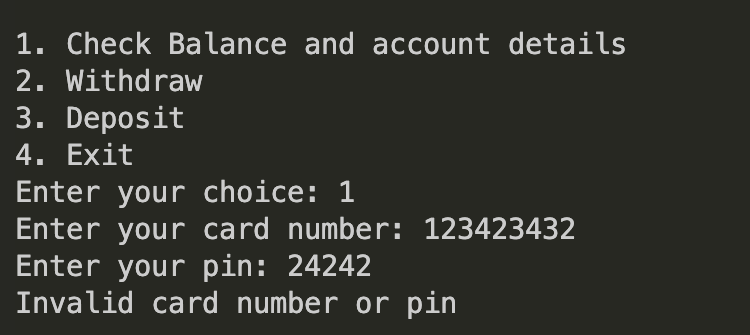 1. Check Balance and account details
2. Withdraw
3. Deposit
4. Exit
Enter your choice: 1
Enter your card number: 123423432
Enter your pin: 24242
Invalid card number or pin